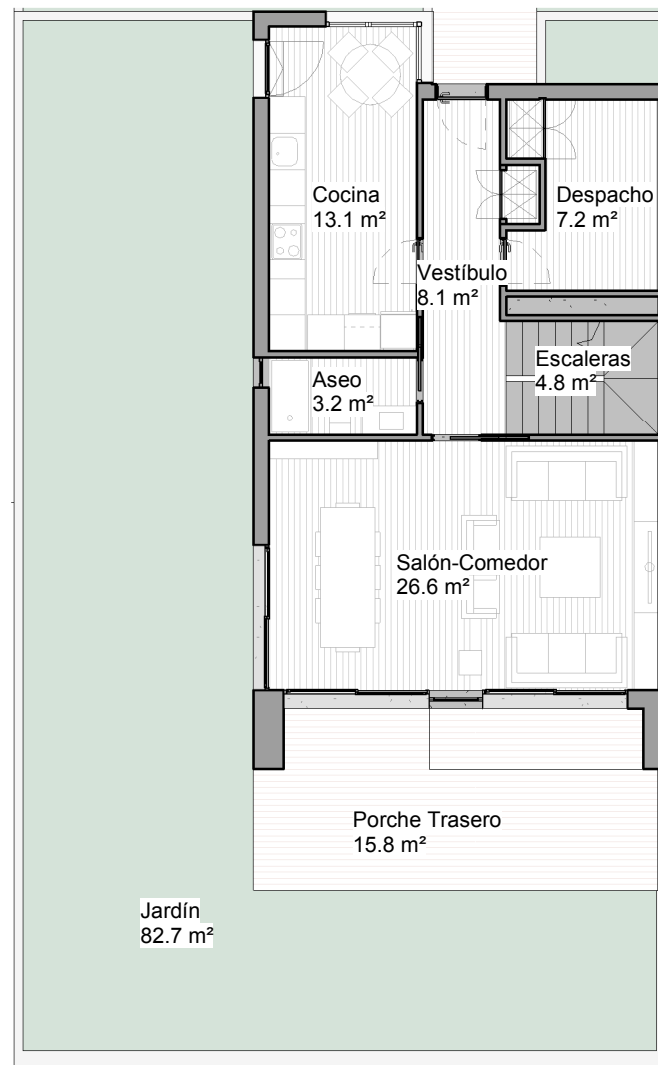 Cocina
13.1 m²
Despacho
7.2 m²
Vestíbulo
8.1 m²
Escaleras
4.8 m²
Aseo
3.2 m²
Salón-Comedor
26.6 m²
Porche Trasero
15.8 m²
Jardín
82.7 m²